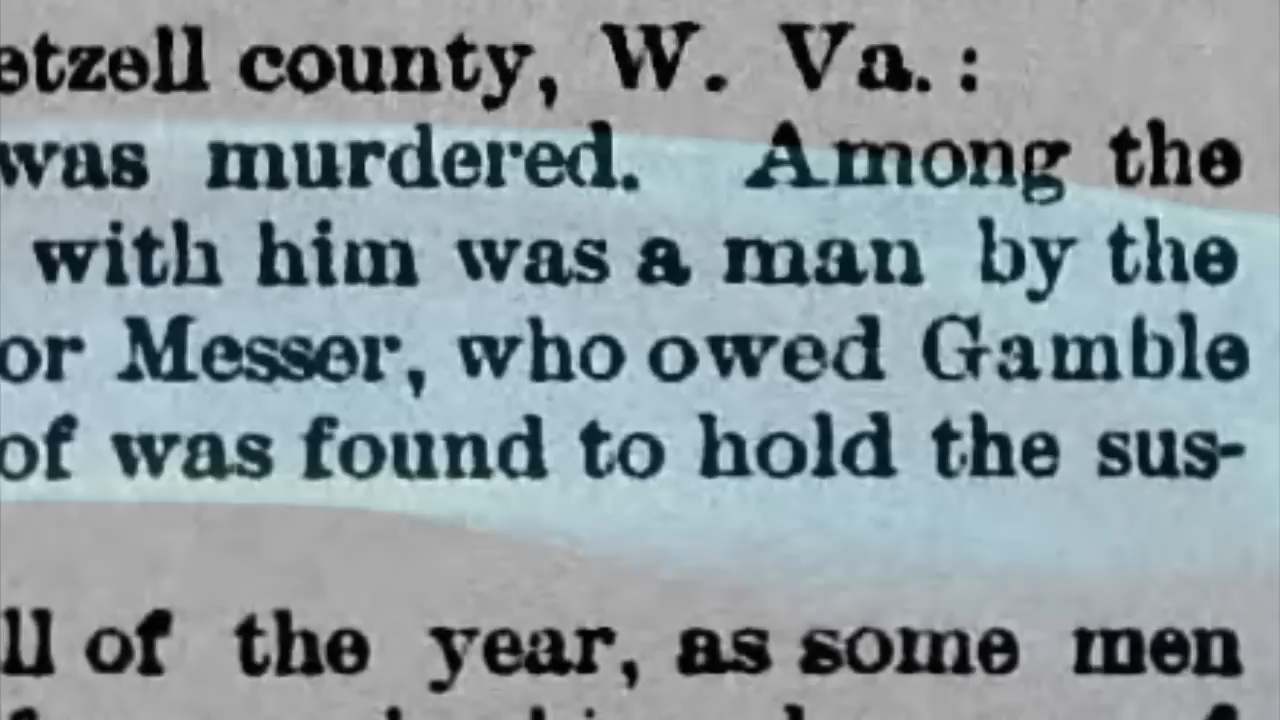 etzell county, W. Va.:
was murdered. Among the
with him was a man by the
or Messer, who owed Gamble
of was found to hold the sus-
ll of the year, as some men